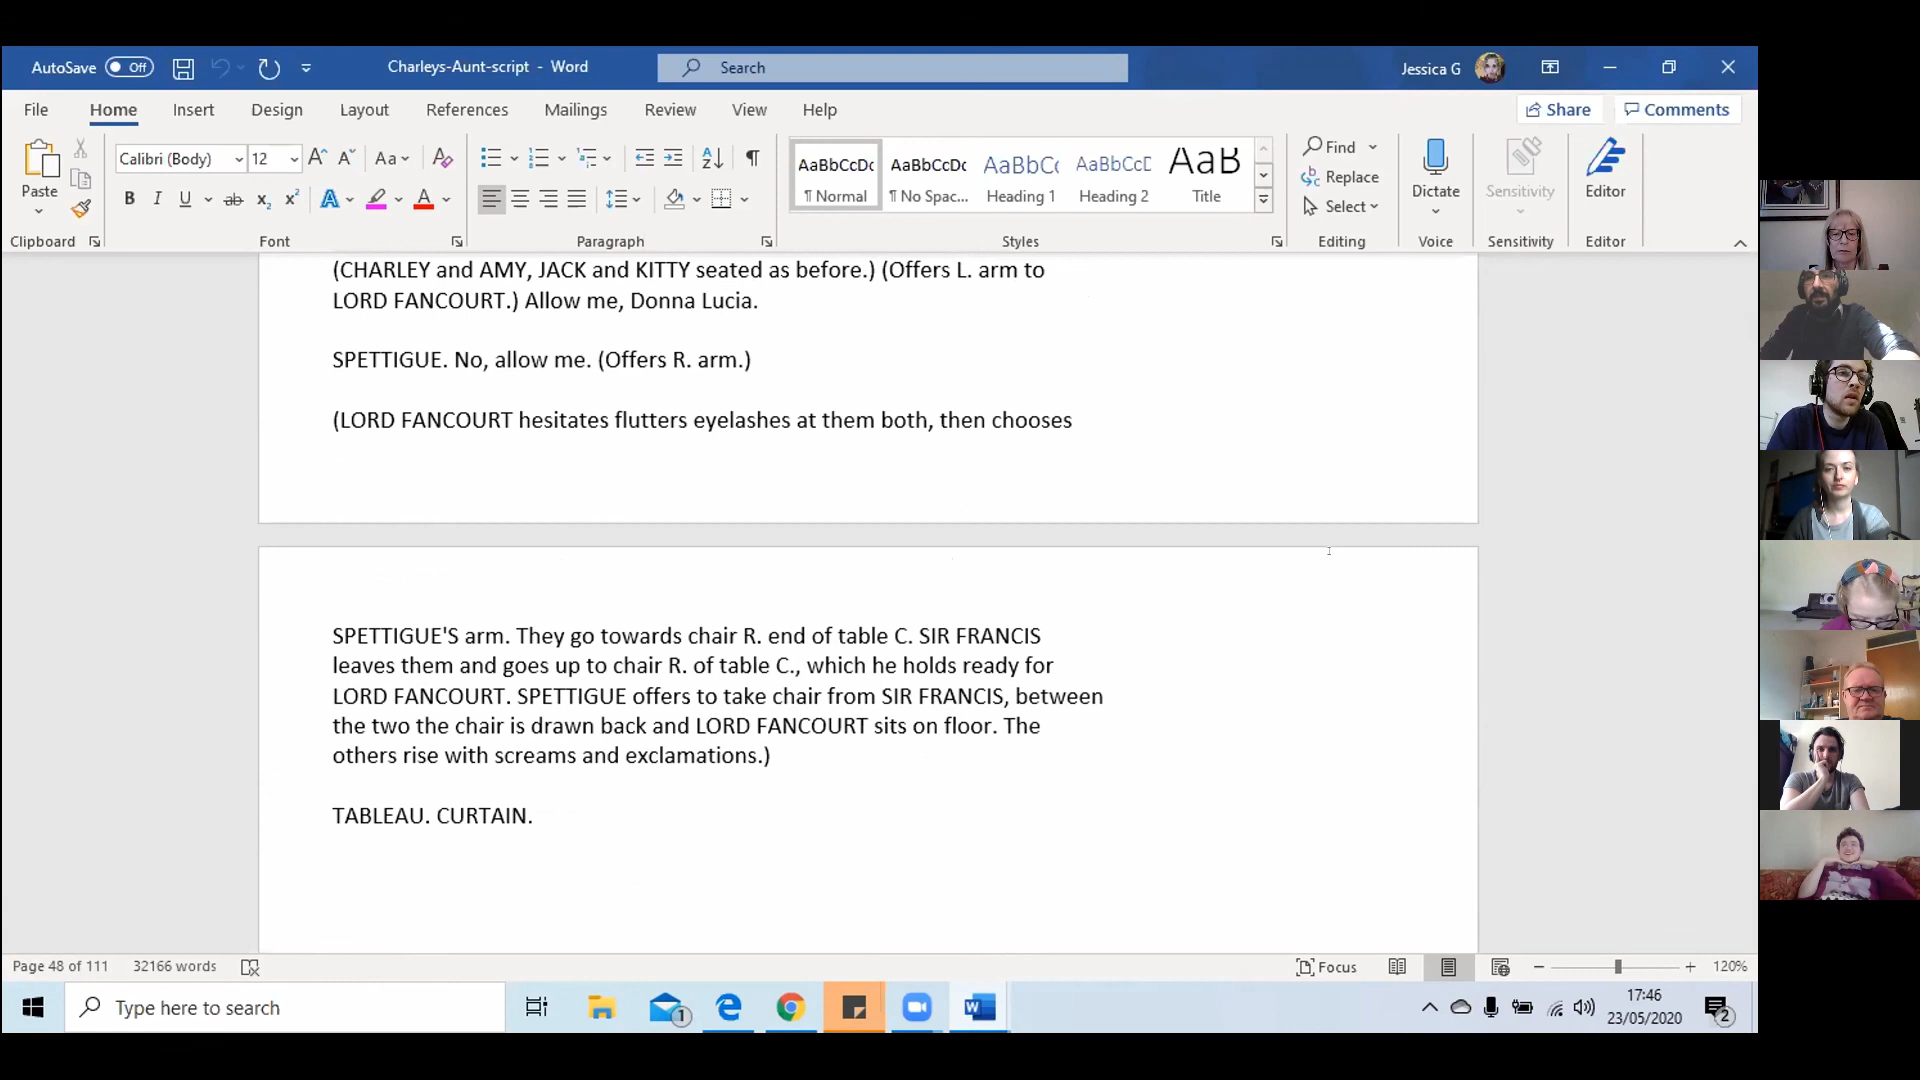 AutoSave Off Charleys-Aunt-script - Word Search Jessica G
File Home Insert Design Layout References Mailings Review View Help Share Comments
Paste Calibri (Body) 12 Aa AaBbCcDc AaBbCcDc AaBbCc AaBbCcD AaB Find Replace Select Dictate Sensitivity Editor
¶ Normal ¶ No Spac... Heading 1 Heading 2 Title
Clipboard Font Paragraph Styles Editing Voice Sensitivity Editor
(CHARLEY and AMY, JACK and KITTY seated as before.) (Offers L. arm to
LORD FANCOURT.) Allow me, Donna Lucia.
SPETTIGUE. No, allow me. (Offers R. arm.)
(LORD FANCOURT hesitates flutters eyelashes at them both, then chooses
SPETTIGUE'S arm. They go towards chair R. end of table C. SIR FRANCIS
leaves them and goes up to chair R. of table C., which he holds ready for
LORD FANCOURT. SPETTIGUE offers to take chair from SIR FRANCIS, between
the two the chair is drawn back and LORD FANCOURT sits on floor. The
others rise with screams and exclamations.)
TABLEAU. CURTAIN.
Page 48 of 111 32166 words Focus 120%
Type here to search 1 17:46
23/05/2020 2